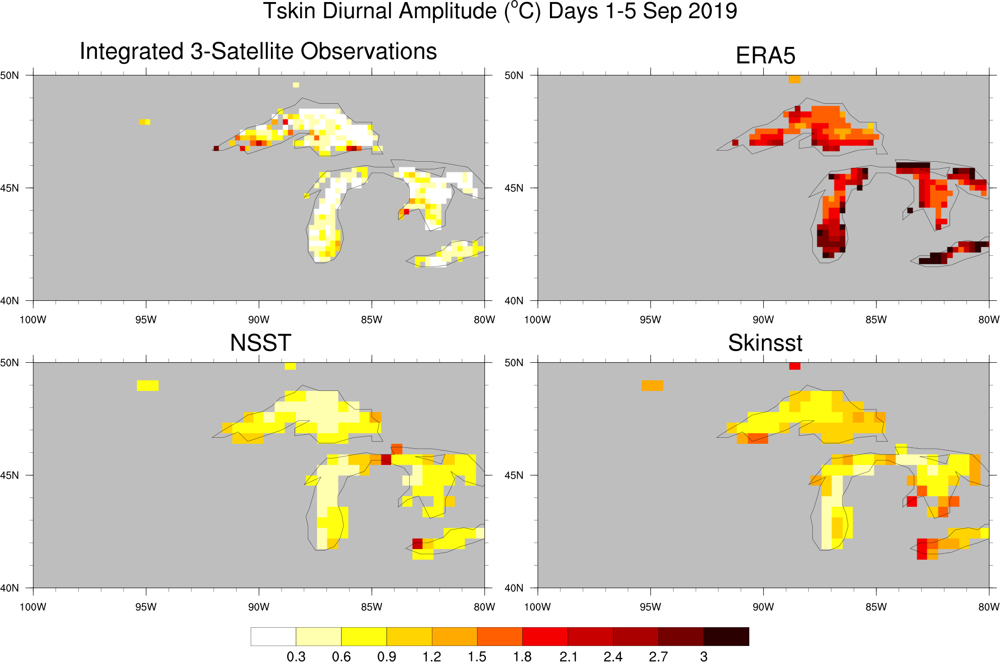 Tskin Diurnal Amplitude (°C) Days 1-5 Sep 2019
Integrated 3-Satellite Observations
ERA5
50N
45N
40N
100W 95W 90W 85W 80W
50N
45N
40N
100W 95W 90W 85W 80W
NSST
Skinsst
50N
45N
40N
100W 95W 90W 85W 80W
50N
45N
40N
100W 95W 90W 85W 80W
0.3 0.6 0.9 1.2 1.5 1.8 2.1 2.4 2.7 3